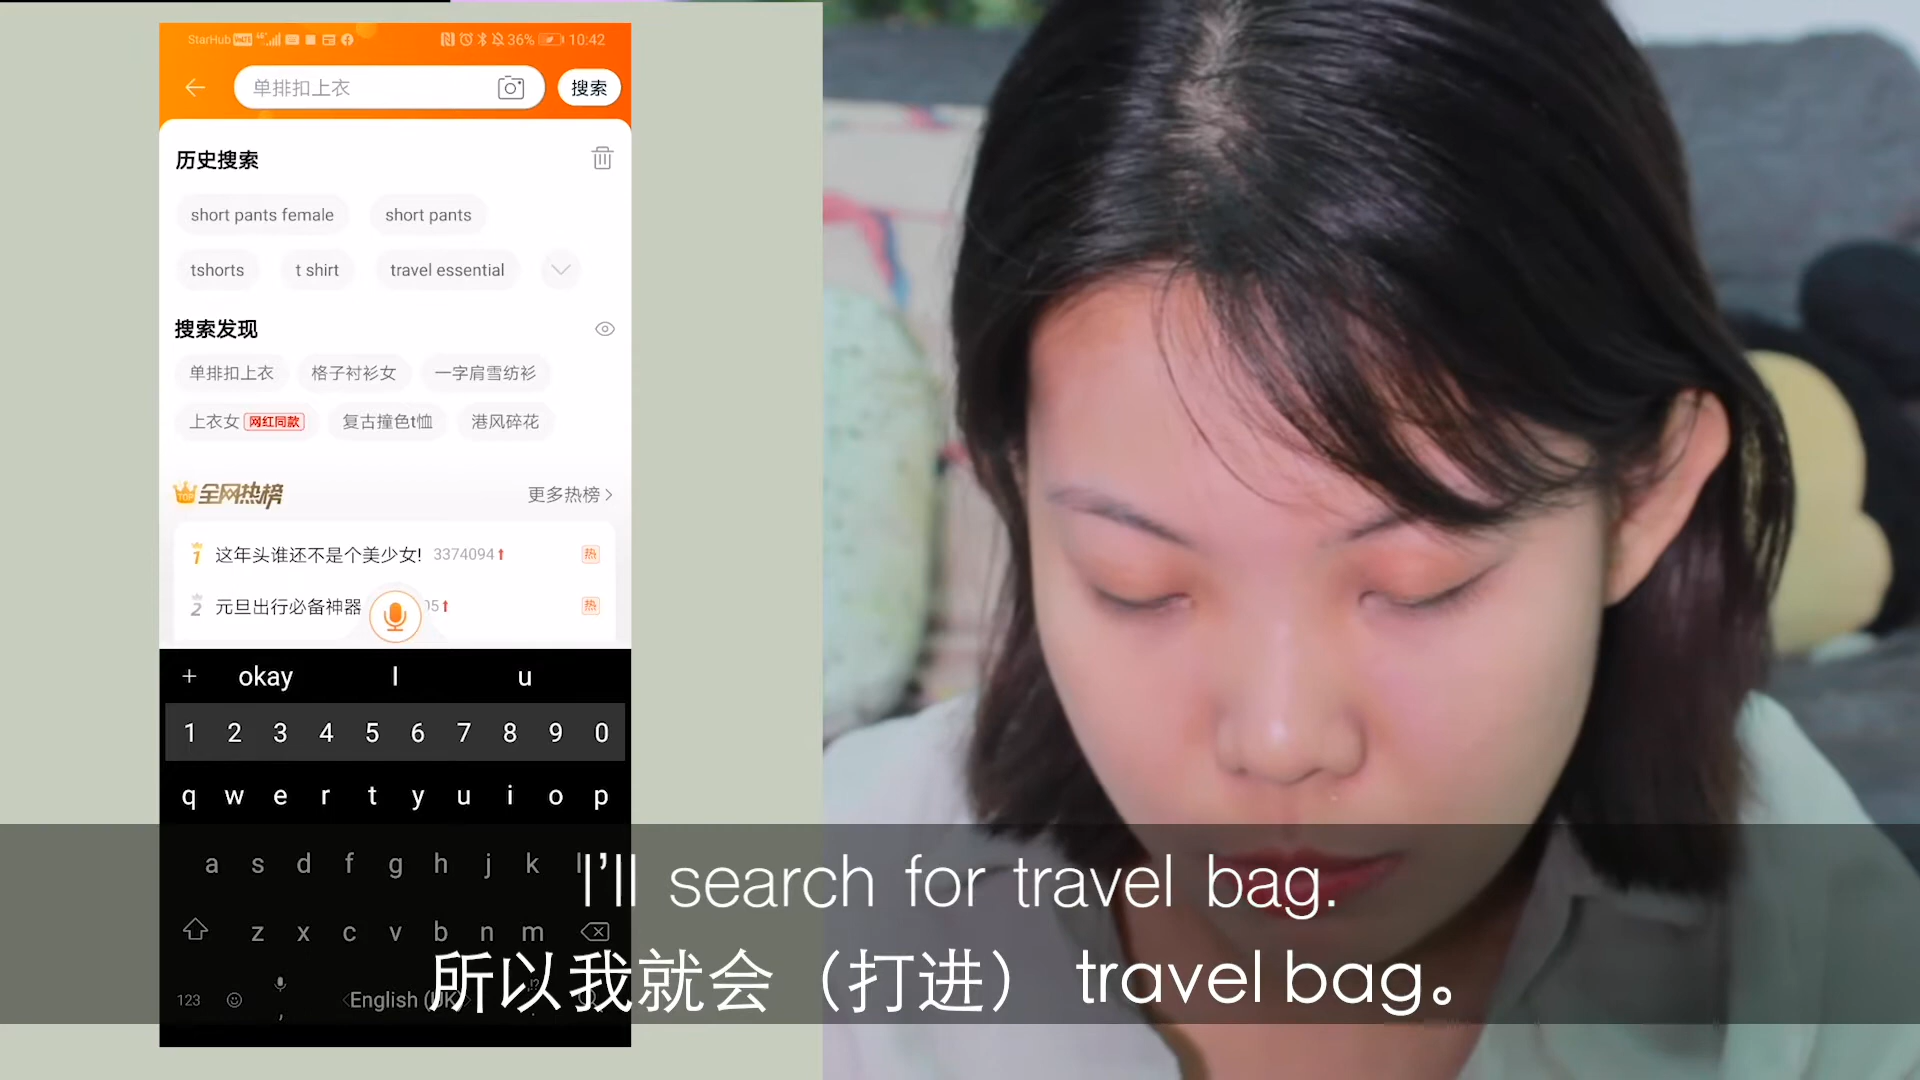 StarHub 36% 10:42
单排扣上衣 搜索
历史搜索
short pants female short pants
tshorts t shirt travel essential
搜索发现
单排扣上衣 格子衬衫女 一字肩雪纺衫
上衣女 网红同款 复古撞色t恤 港风碎花
TOP 全网热榜 更多热榜
1 这年头谁还不是个美少女! 3374094 热
2 元旦出行必备神器 05 热
+ okay I u
1 2 3 4 5 6 7 8 9 0
q w e r t y u i o p
a s d f g h j k l
z x c v b n m
123 , English (UK) .
I'll search for travel bag.
所以我就会（打进） travel bag。